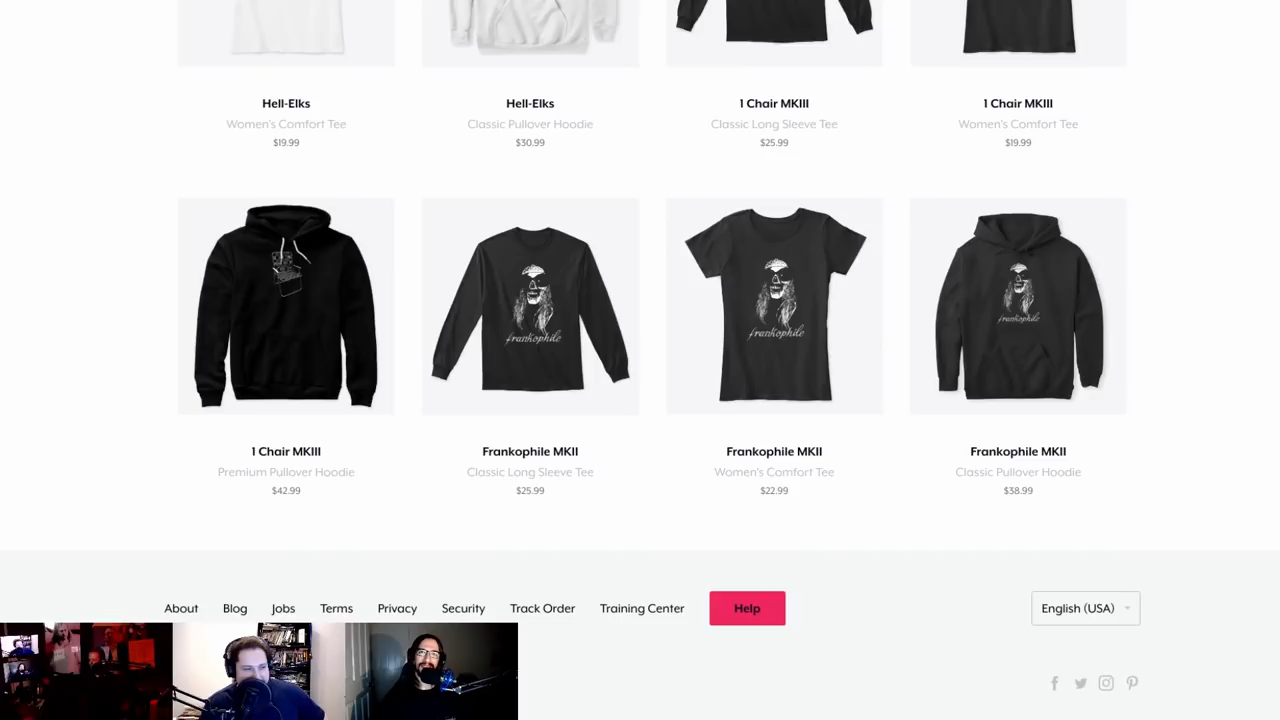 Hell-Elks
Women's Comfort Tee
$19.99
Hell-Elks
Classic Pullover Hoodie
$30.99
1 Chair MKIII
Classic Long Sleeve Tee
$25.99
1 Chair MKIII
Women's Comfort Tee
$19.99
frankophile
frankophile
frankophile
1 Chair MKIII
Premium Pullover Hoodie
$42.99
Frankophile MKII
Classic Long Sleeve Tee
$25.99
Frankophile MKII
Women's Comfort Tee
$22.99
Frankophile MKII
Classic Pullover Hoodie
$38.99
About Blog Jobs Terms Privacy Security Track Order Training Center Help English (USA)